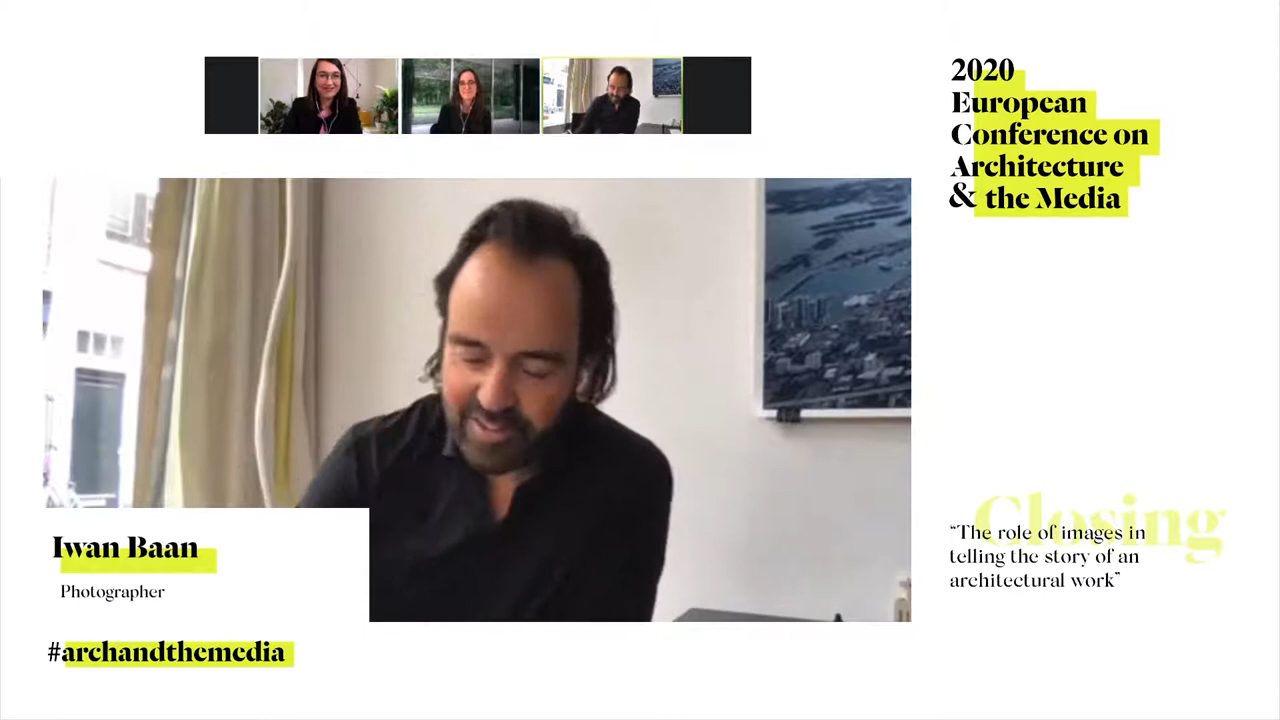 2020
European
Conference on
Architecture
& the Media
Iwan Baan
Photographer
#archandthemedia
Closing
“The role of images in
telling the story of an
architectural work”